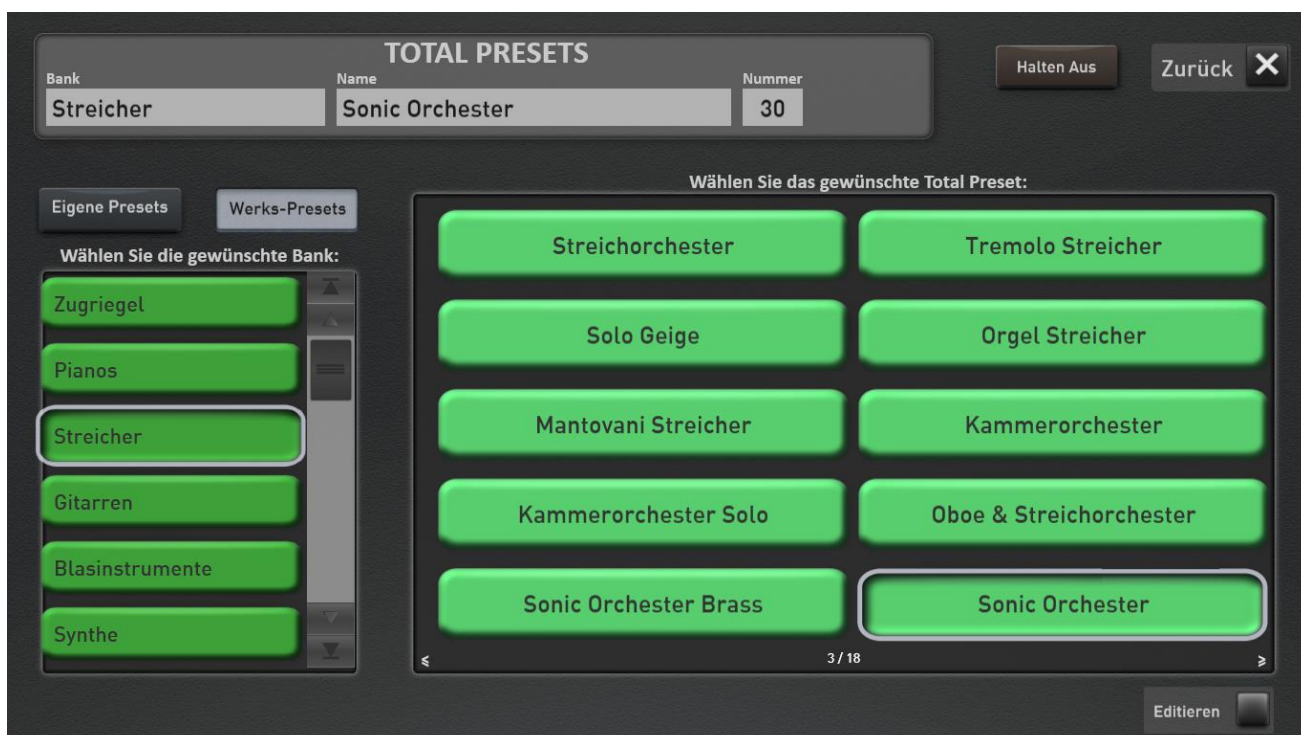 TOTAL PRESETS
Bank Name Nummer
Streicher Sonic Orchester 30
Halten Aus
Zurück
Eigene Presets Werks-Presets
Wählen Sie die gewünschte Bank:
Zugriegel
Pianos
Streicher
Gitarren
Blasinstrumente
Synthe
Wählen Sie das gewünschte Total Preset:
Streichorchester Tremolo Streicher
Solo Geige Orgel Streicher
Mantovani Streicher Kammerorchester
Kammerorchester Solo Oboe & Streichorchester
Sonic Orchester Brass Sonic Orchester
3/18
Editieren